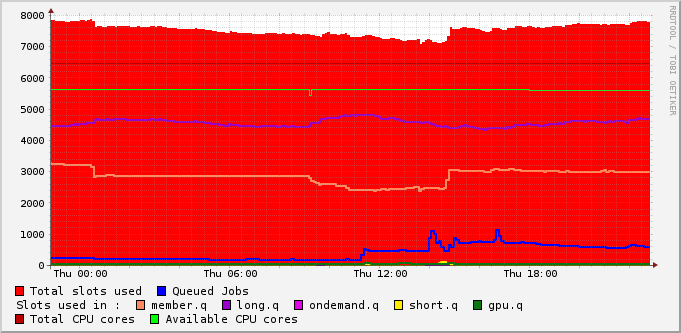 8000
7000
6000
5000
4000
3000
2000
1000
0
Thu 00:00 Thu 06:00 Thu 12:00 Thu 18:00
Total slots used Queued Jobs
Slots used in : member.q long.q ondemand.q short.q gpu.q
Total CPU cores Available CPU cores
RRDTOOL / TOBI OETIKER